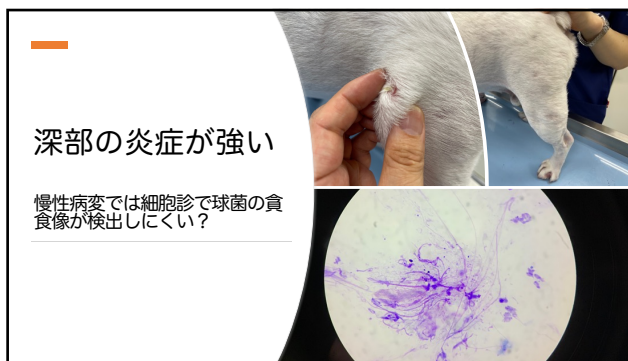 深部の炎症が強い
慢性病変では細胞診で球菌の貪
食像が検出しにくい？